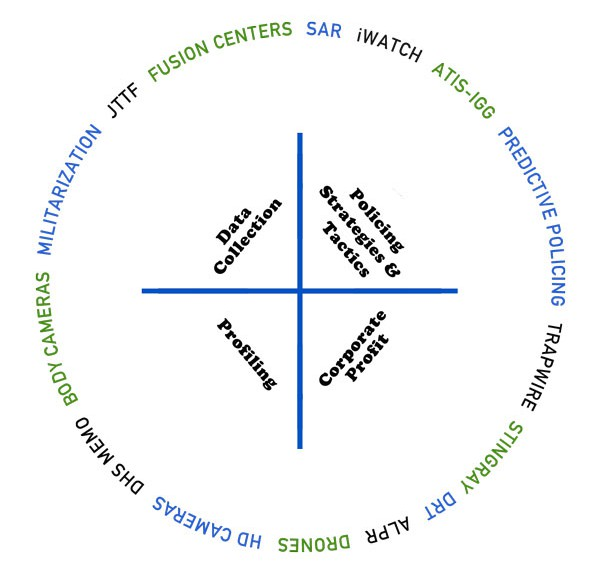 FUSION CENTERS
SAR
iWATCH
ATIS-IGG
PREDICTIVE POLICING
TRAPWIRE
STINGRAY
DRT
ALPR
DRONES
HD CAMERAS
DHS MEMO
BODY CAMERAS
MILITARIZATION
JTTF
Data
Collection
Policing
Strategies &
Tactics
Profiling
Corporate
Profit